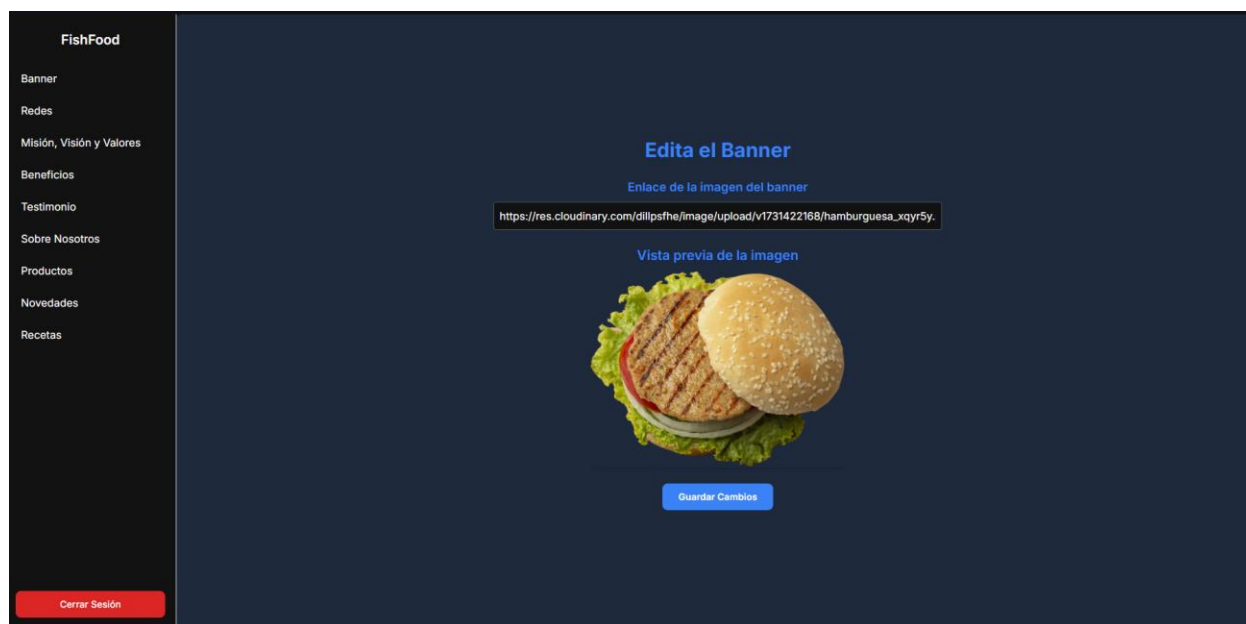 FishFood
Banner
Redes
Misión, Visión y Valores
Beneficios
Testimonio
Sobre Nosotros
Productos
Novedades
Recetas
Cerrar Sesión
Edita el Banner
Enlace de la imagen del banner
https://res.cloudinary.com/dillpsfhe/image/upload/v1731422168/hamburguesa_xqyr5y.
Vista previa de la imagen
Guardar Cambios